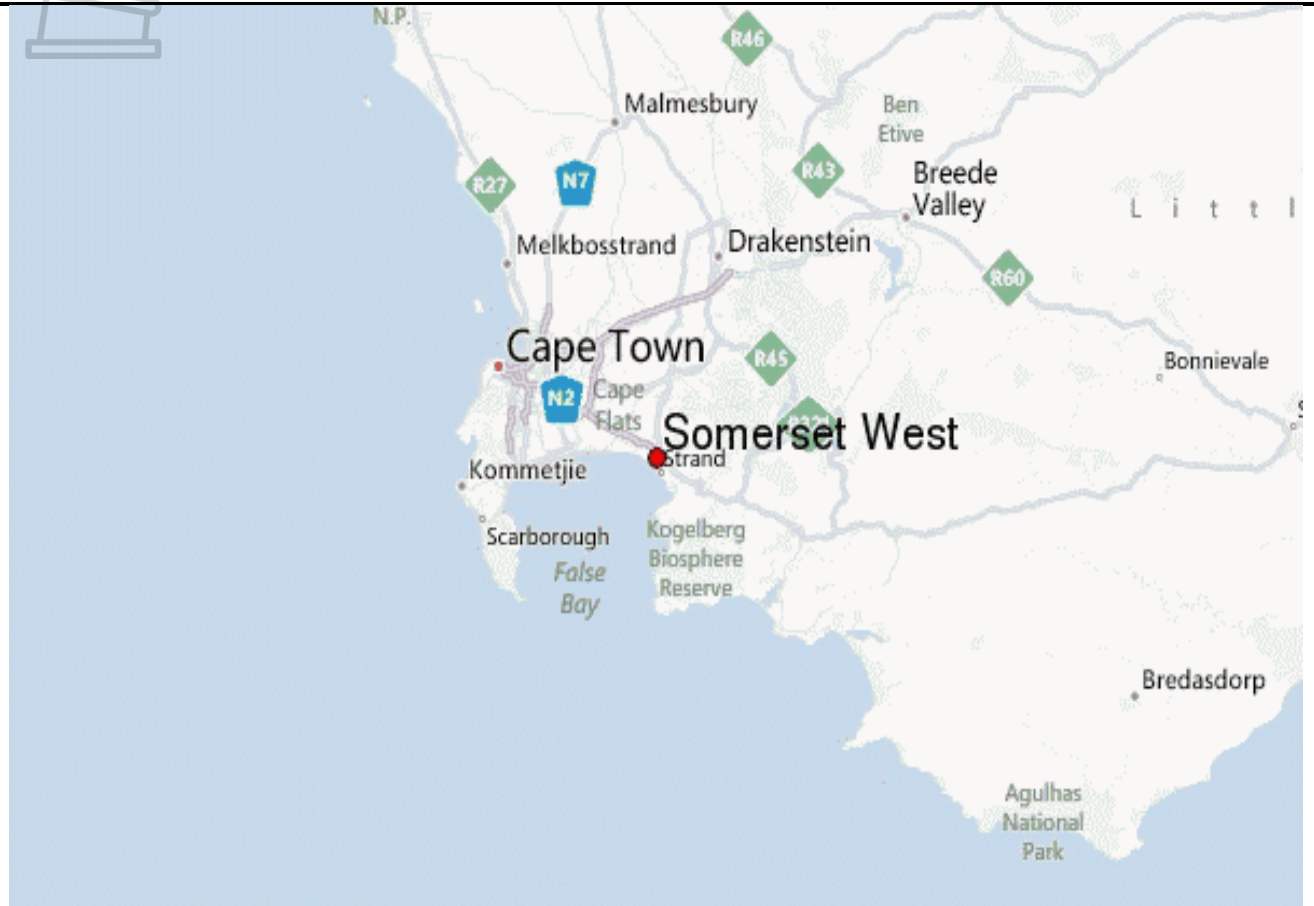 N.P.
R46
Malmesbury
Ben
Etive
R43
R27
N7
Breede
Valley
L i t t l
Melkbosstrand
Drakenstein
R60
Cape Town
R45
Bonnievale
N2
Cape
Flats
S
Somerset West
Strand
Kommetjie
Scarborough
Kogelberg
Biosphere
Reserve
False
Bay
Bredasdorp
Agulhas
National
Park